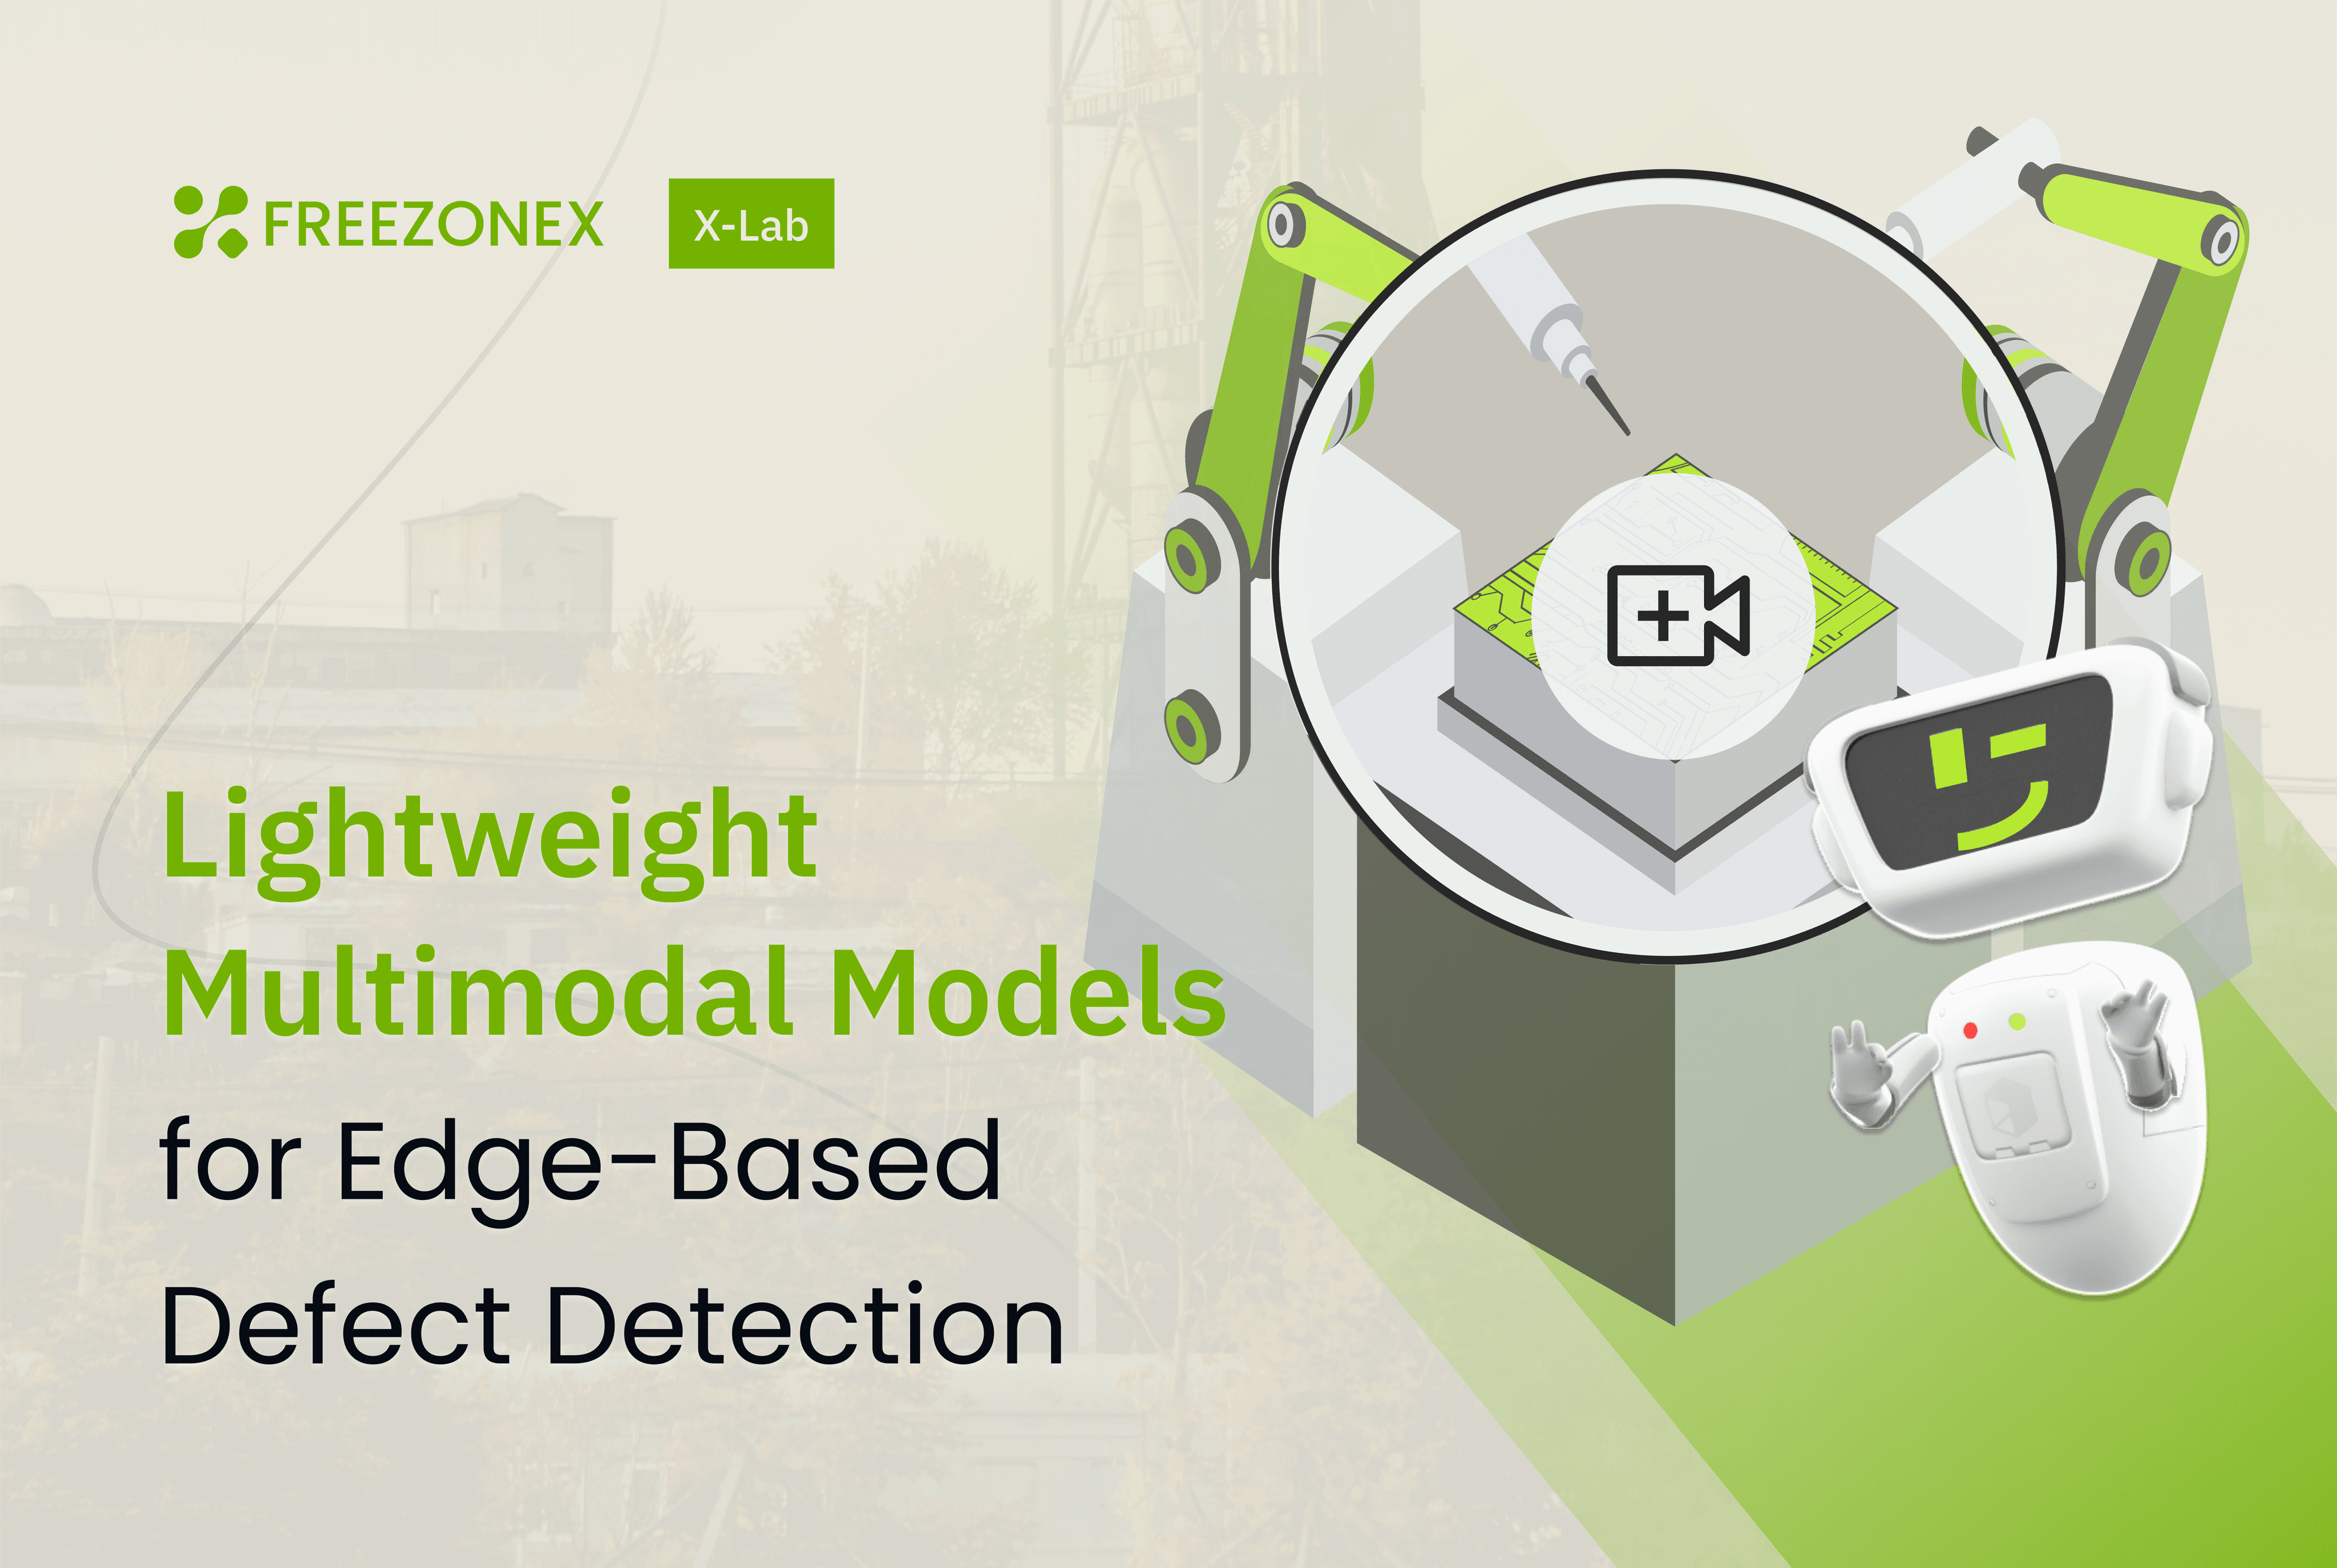 FREEZONEX
X-Lab
Lightweight
Multimodal Models
for Edge-Based
Defect Detection